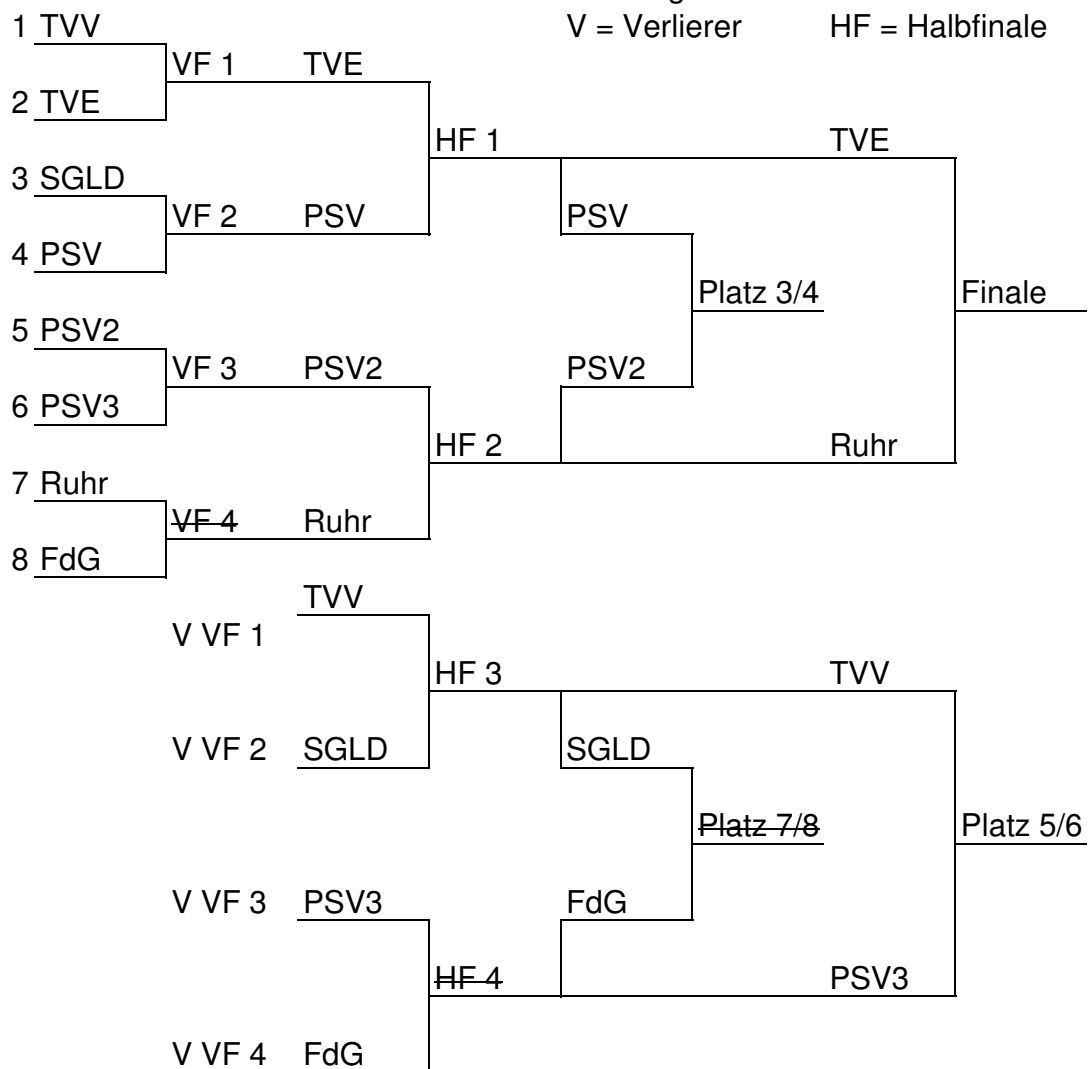 1 TVV V = Verlierer HF = Halbfinale
VF 1 TVE
2 TVE
HF 1 TVE
3 SGLD
VF 2 PSV PSV
4 PSV
Platz 3/4 Finale
5 PSV2
VF 3 PSV2 PSV2
6 PSV3
HF 2 Ruhr
7 Ruhr
VF 4 Ruhr
8 FdG
TVV
V VF 1
HF 3 TVV
V VF 2 SGLD SGLD
Platz 7/8 Platz 5/6
V VF 3 PSV3 FdG
HF 4 PSV3
V VF 4 FdG